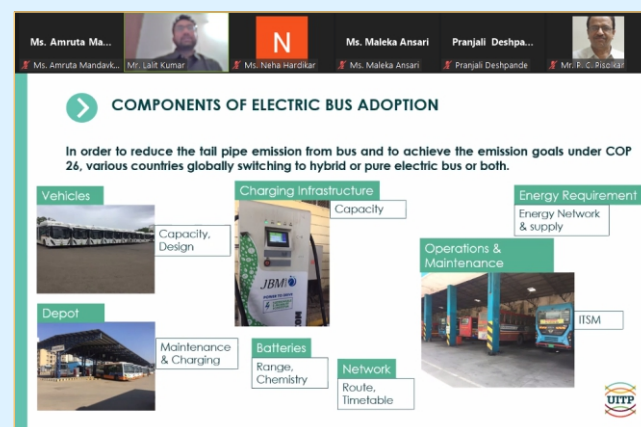 Ms. Amruta Ma...
N
Ms. Maleka Ansari
Pranjali Deshpa...
Ms. Amruta Mandavk...
Mr. Lalit Kumar
Ms. Neha Hardikar
Ms. Maleka Ansari
Pranjali Deshpande
Mr. P. C. Pisolkar
COMPONENTS OF ELECTRIC BUS ADOPTION
In order to reduce the tail pipe emission from bus and to achieve the emission goals under COP
26, various countries globally switching to hybrid or pure electric bus or both.
Vehicles
Capacity,
Design
Charging Infrastructure
Capacity
JBM
Energy Requirement
Energy Network
& supply
Operations &
Maintenance
ITSM
Depot
Maintenance
& Charging
Batteries
Range,
Chemistry
Network
Route,
Timetable
UITP